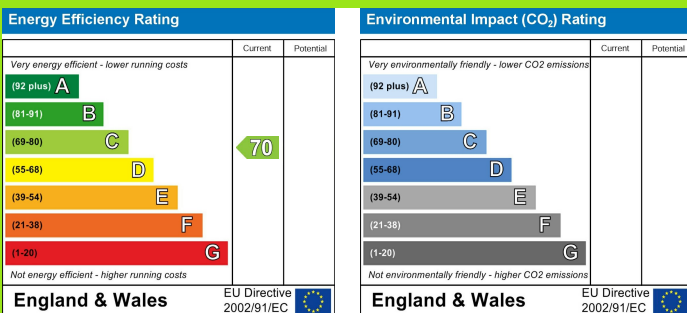 Energy Efficiency Rating
Current Potential
Very energy efficient - lower running costs
(92 plus) A
(81-91) B
(69-80) C
70
(55-68) D
(39-54) E
(21-38) F
(1-20) G
Not energy efficient - higher running costs
England & Wales
EU Directive
2002/91/EC
Environmental Impact (CO₂) Rating
Current Potential
Very environmentally friendly - lower CO2 emissions
(92 plus) A
(81-91) B
(69-80) C
(55-68) D
(39-54) E
(21-38) F
(1-20) G
Not environmentally friendly - higher CO2 emissions
England & Wales
EU Directive
2002/91/EC